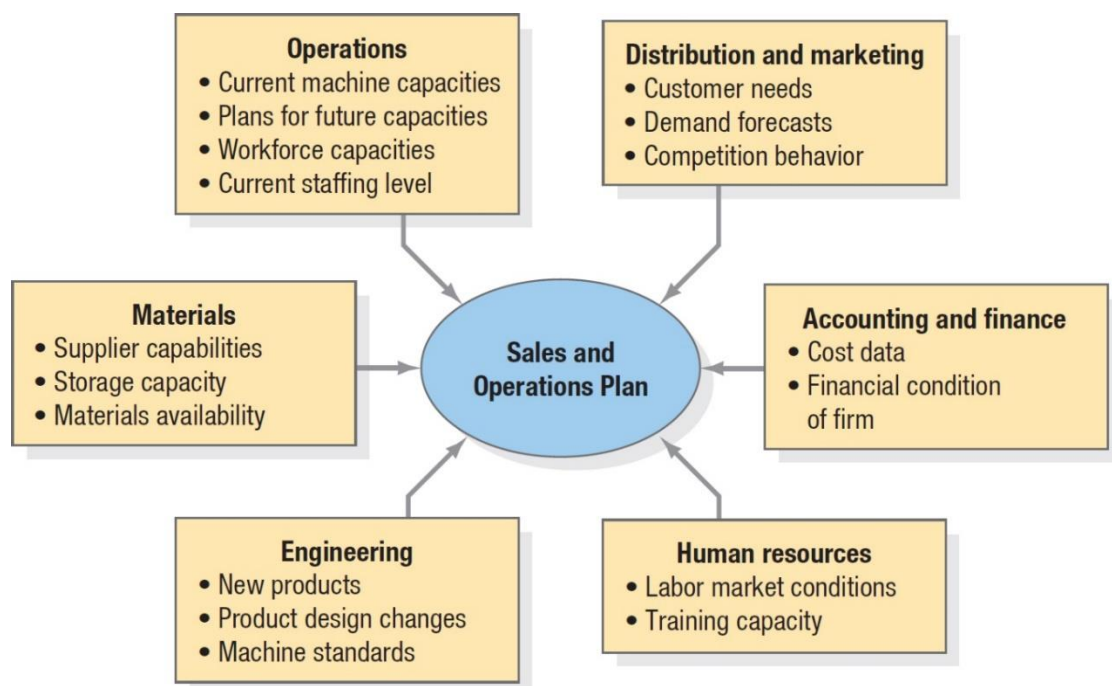 Operations
• Current machine capacities
• Plans for future capacities
• Workforce capacities
• Current staffing level
Distribution and marketing
• Customer needs
• Demand forecasts
• Competition behavior
Materials
• Supplier capabilities
• Storage capacity
• Materials availability
Sales and
Operations Plan
Accounting and finance
• Cost data
• Financial condition
of firm
Engineering
• New products
• Product design changes
• Machine standards
Human resources
• Labor market conditions
• Training capacity